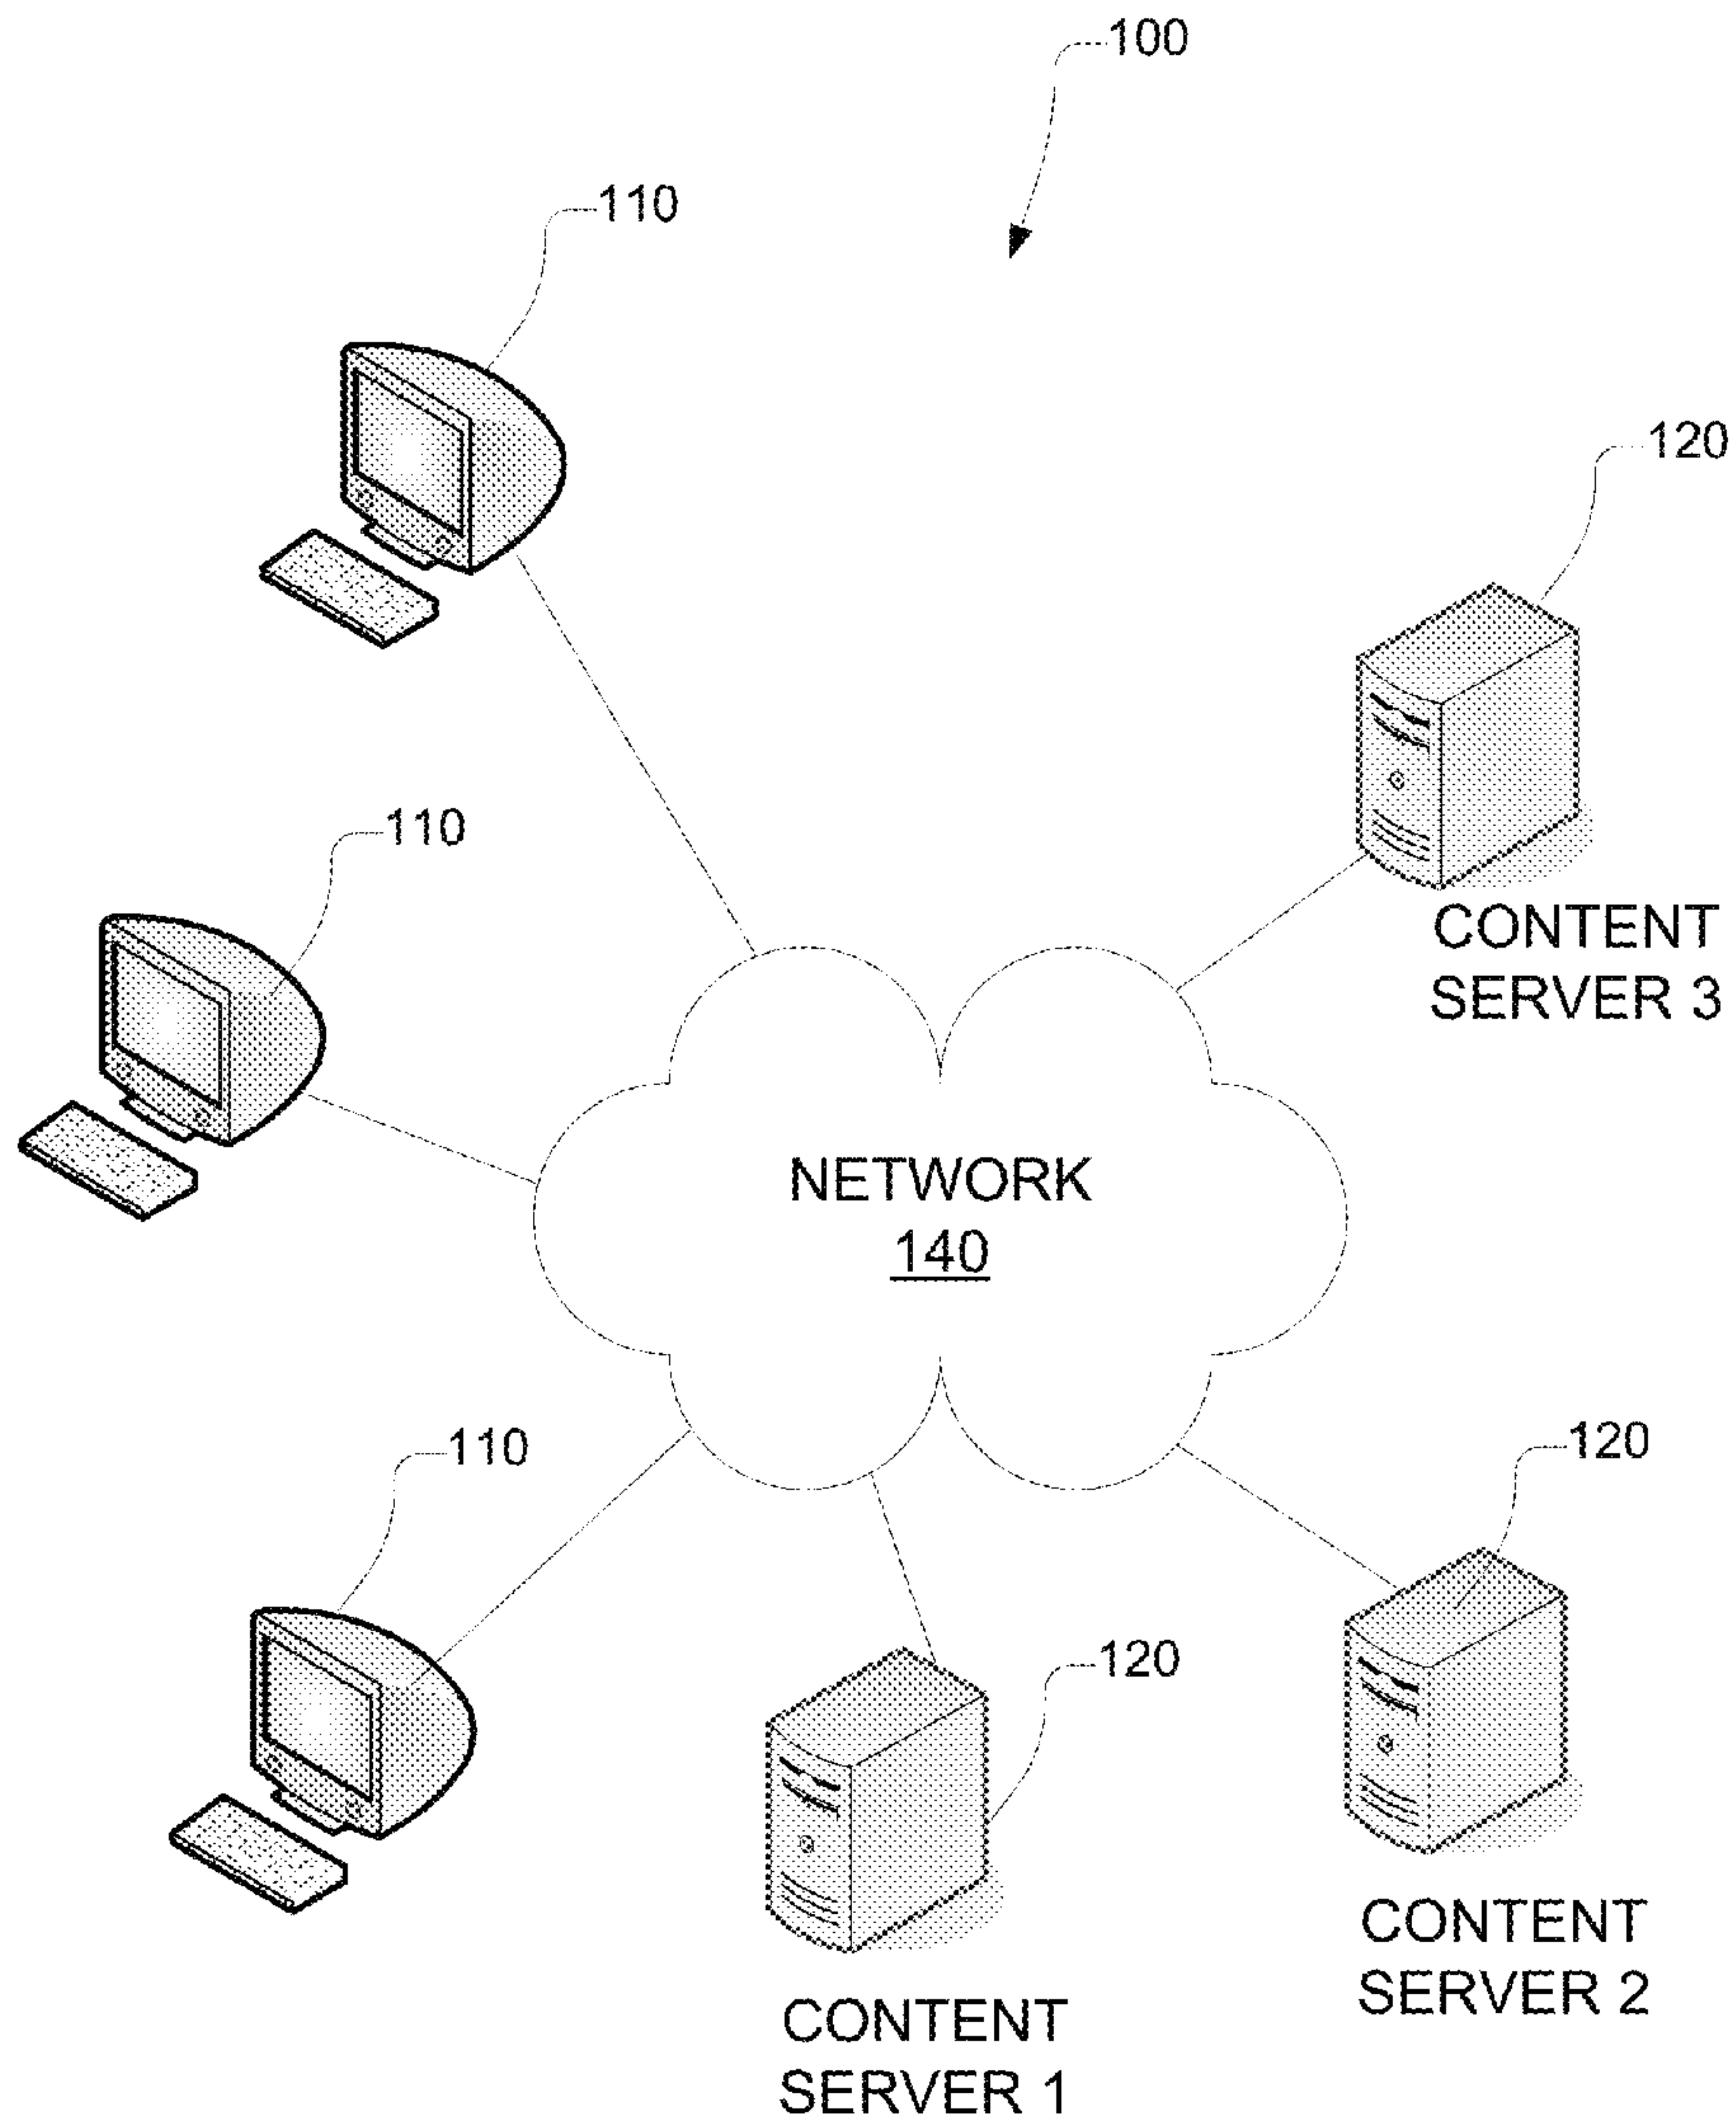 100
110
120
110
CONTENT
SERVER 3
NETWORK
140
110
120
120
CONTENT
SERVER 2
CONTENT
SERVER 1